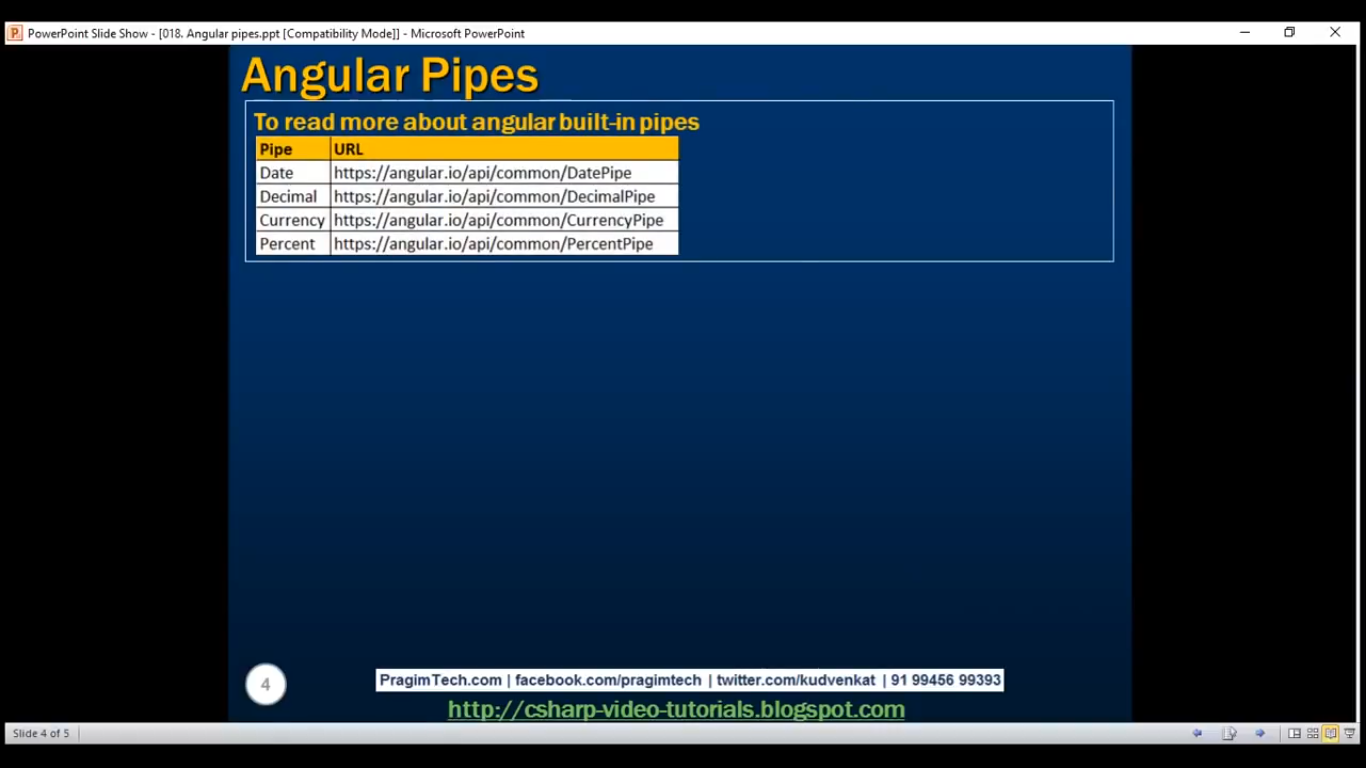 PowerPoint Slide Show - [018. Angular pipes.ppt [Compatibility Mode]] - Microsoft PowerPoint
Angular Pipes
To read more about angular built-in pipes
Pipe URL
Date https://angular.io/api/common/DatePipe
Decimal https://angular.io/api/common/DecimalPipe
Currency https://angular.io/api/common/CurrencyPipe
Percent https://angular.io/api/common/PercentPipe
4
PragimTech.com | facebook.com/pragimtech | twitter.com/kudvenkat | 91 99456 99393
http://csharp-video-tutorials.blogspot.com
Slide 4 of 5